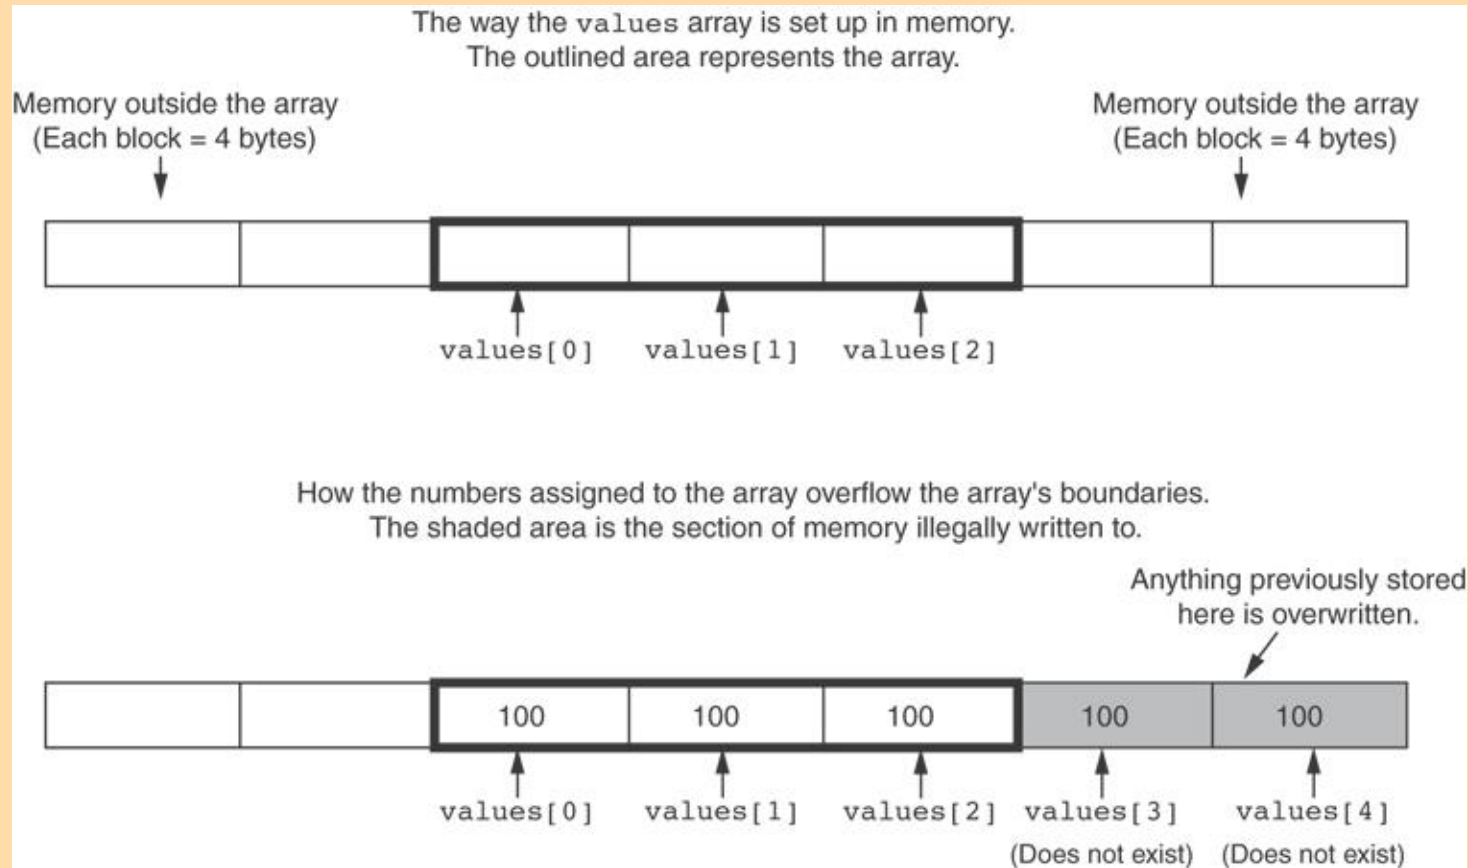 The way the values array is set up in memory.
The outlined area represents the array.
Memory outside the array
(Each block = 4 bytes)
Memory outside the array
(Each block = 4 bytes)
values[0]
values[1]
values[2]
How the numbers assigned to the array overflow the array's boundaries.
The shaded area is the section of memory illegally written to.
Anything previously stored
here is overwritten.
100
100
100
100
100
values[0]
values[1]
values[2]
values[3]
(Does not exist)
values[4]
(Does not exist)